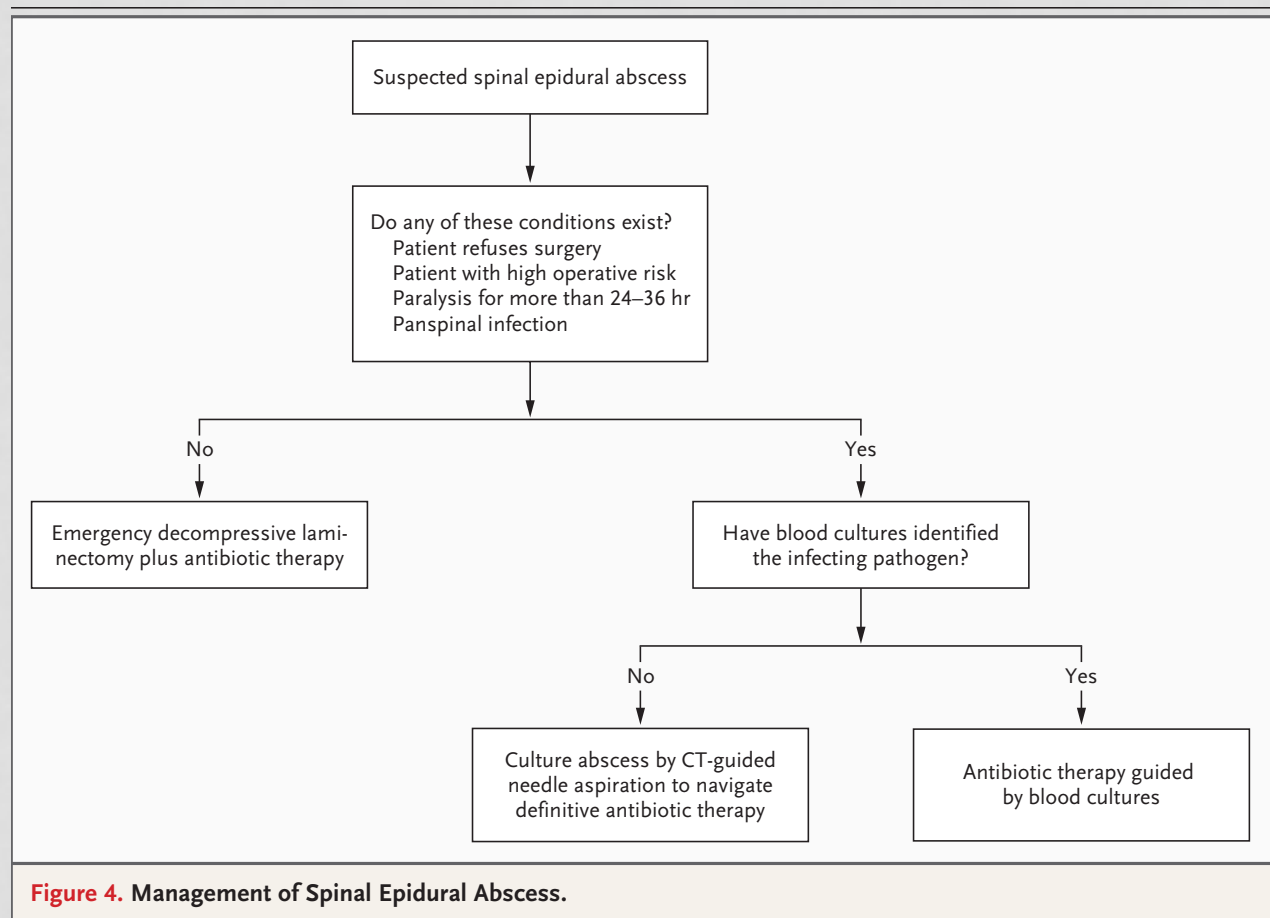 Suspected spinal epidural abscess
Do any of these conditions exist?
Patient refuses surgery
Patient with high operative risk
Paralysis for more than 24–36 hr
Panspinal infection
No
Yes
Emergency decompressive lami-
nectomy plus antibiotic therapy
Have blood cultures identified
the infecting pathogen?
No
Yes
Culture abscess by CT-guided
needle aspiration to navigate
definitive antibiotic therapy
Antibiotic therapy guided
by blood cultures
Figure 4. Management of Spinal Epidural Abscess.